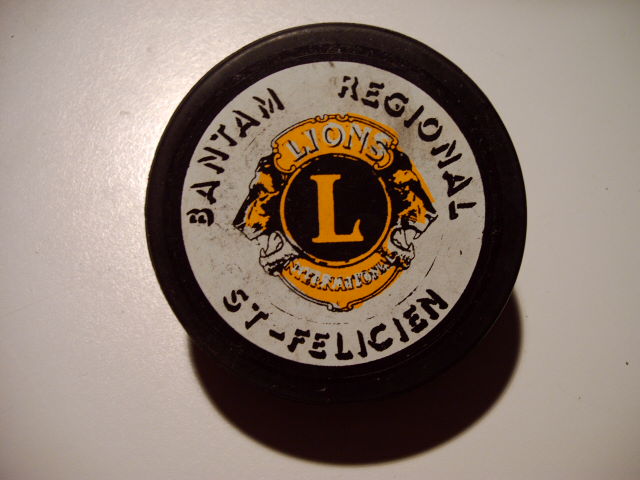 BANTAM REGIONAL
LIONS
L
INTERNATIONAL
ST-FELICIEN